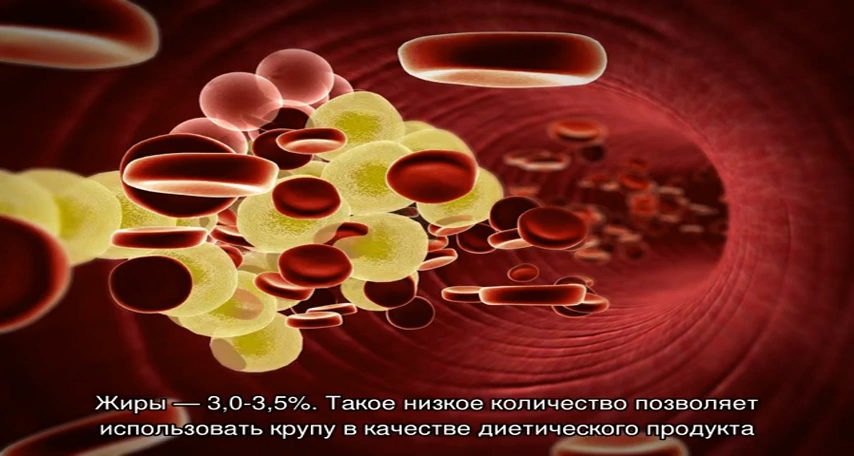 Жиры — 3,0-3,5%. Такое низкое количество позволяет
использовать крупу в качестве диетического продукта